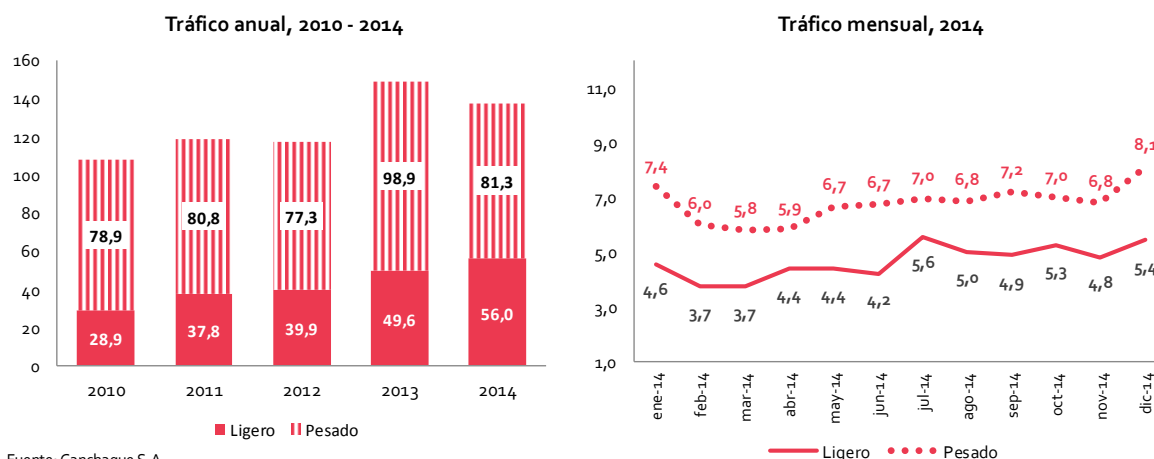 Tráfico anual, 2010 - 2014
160
140
120
100
80
60
40
20
0
78,9
80,8
77,3
98,9
81,3
28,9
37,8
39,9
49,6
56,0
2010 2011 2012 2013 2014
Ligero Pesado
Tráfico mensual, 2014
11,0
9,0
7,0
5,0
3,0
1,0
7,4 6,0 5,8 5,9 6,7 6,7 7,0 6,8 7,2 7,0 6,8 8,1
4,6 3,7 3,7 4,4 4,4 4,2 5,6 5,0 4,9 5,3 4,8 5,4
ene-14 feb-14 mar-14 abr-14 may-14 jun-14 jul-14 ago-14 sep-14 oct-14 nov-14 dic-14
Ligero Pesado
Fuente: Canchaque S.A.